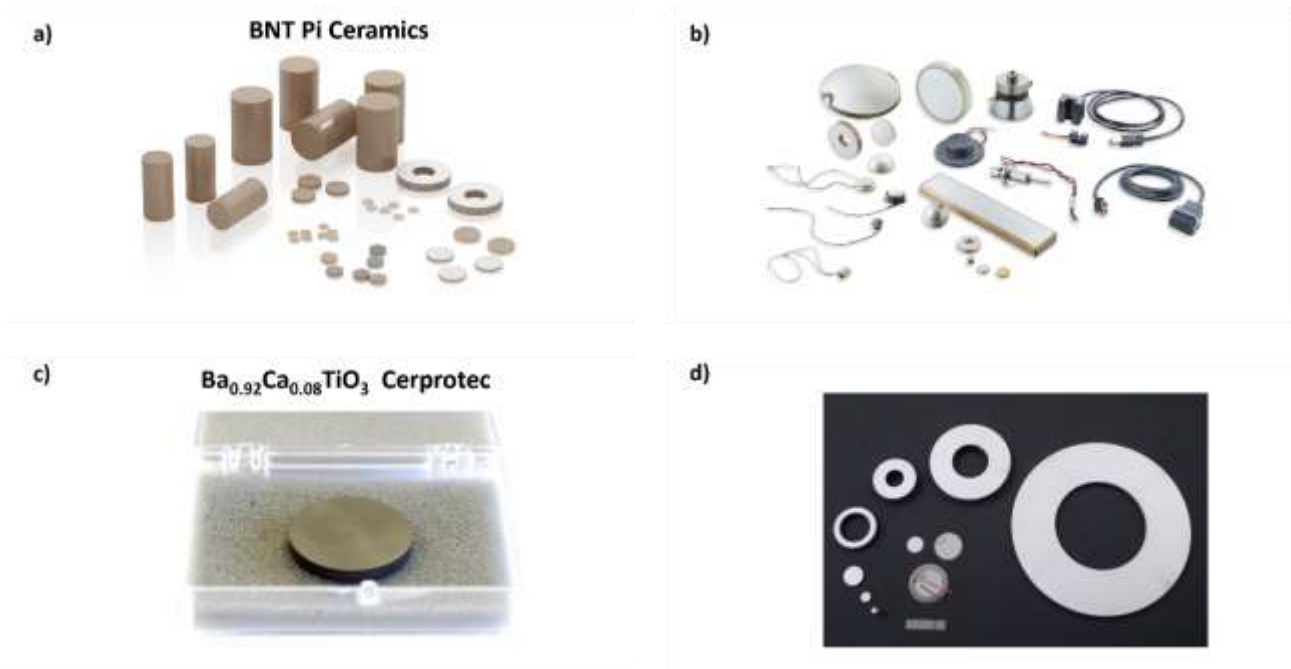 a)
BNT Pi Ceramics
b)
c)
Ba₀.₉₂Ca₀.₀₈TiO₃ Cerprotec
d)